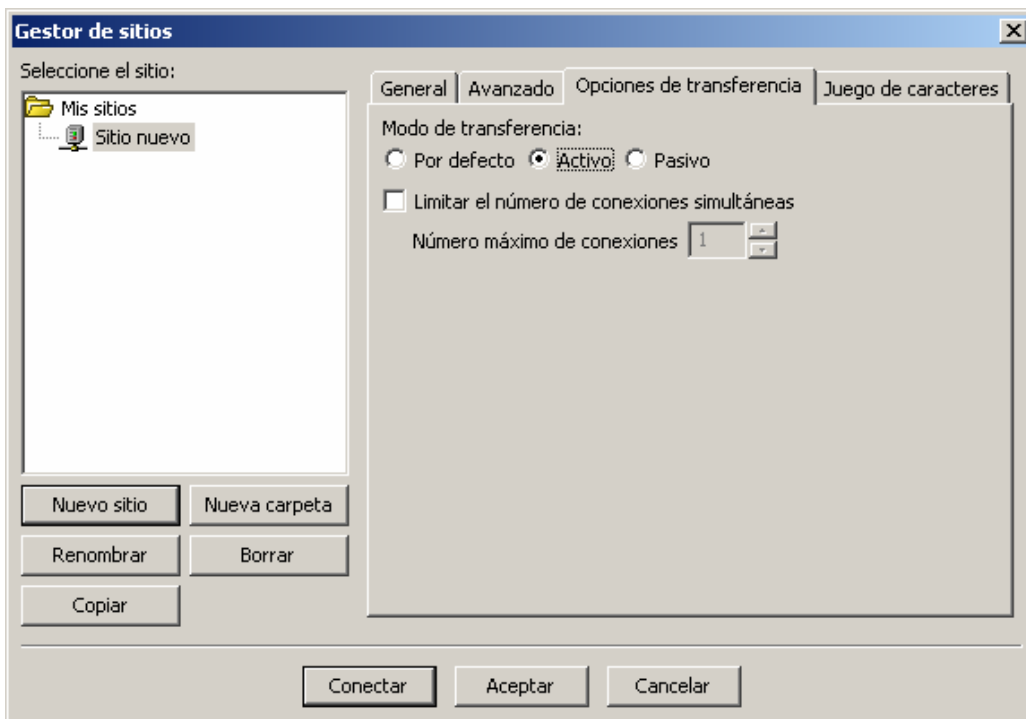 Gestor de sitios
Seleccione el sitio:
Mis sitios
Sitio nuevo
Nuevo sitio Nueva carpeta
Renombrar Borrar
Copiar
General Avanzado Opciones de transferencia Juego de caracteres
Modo de transferencia:
Por defecto Activo Pasivo
Limitar el número de conexiones simultáneas
Número máximo de conexiones 1
Conectar Aceptar Cancelar